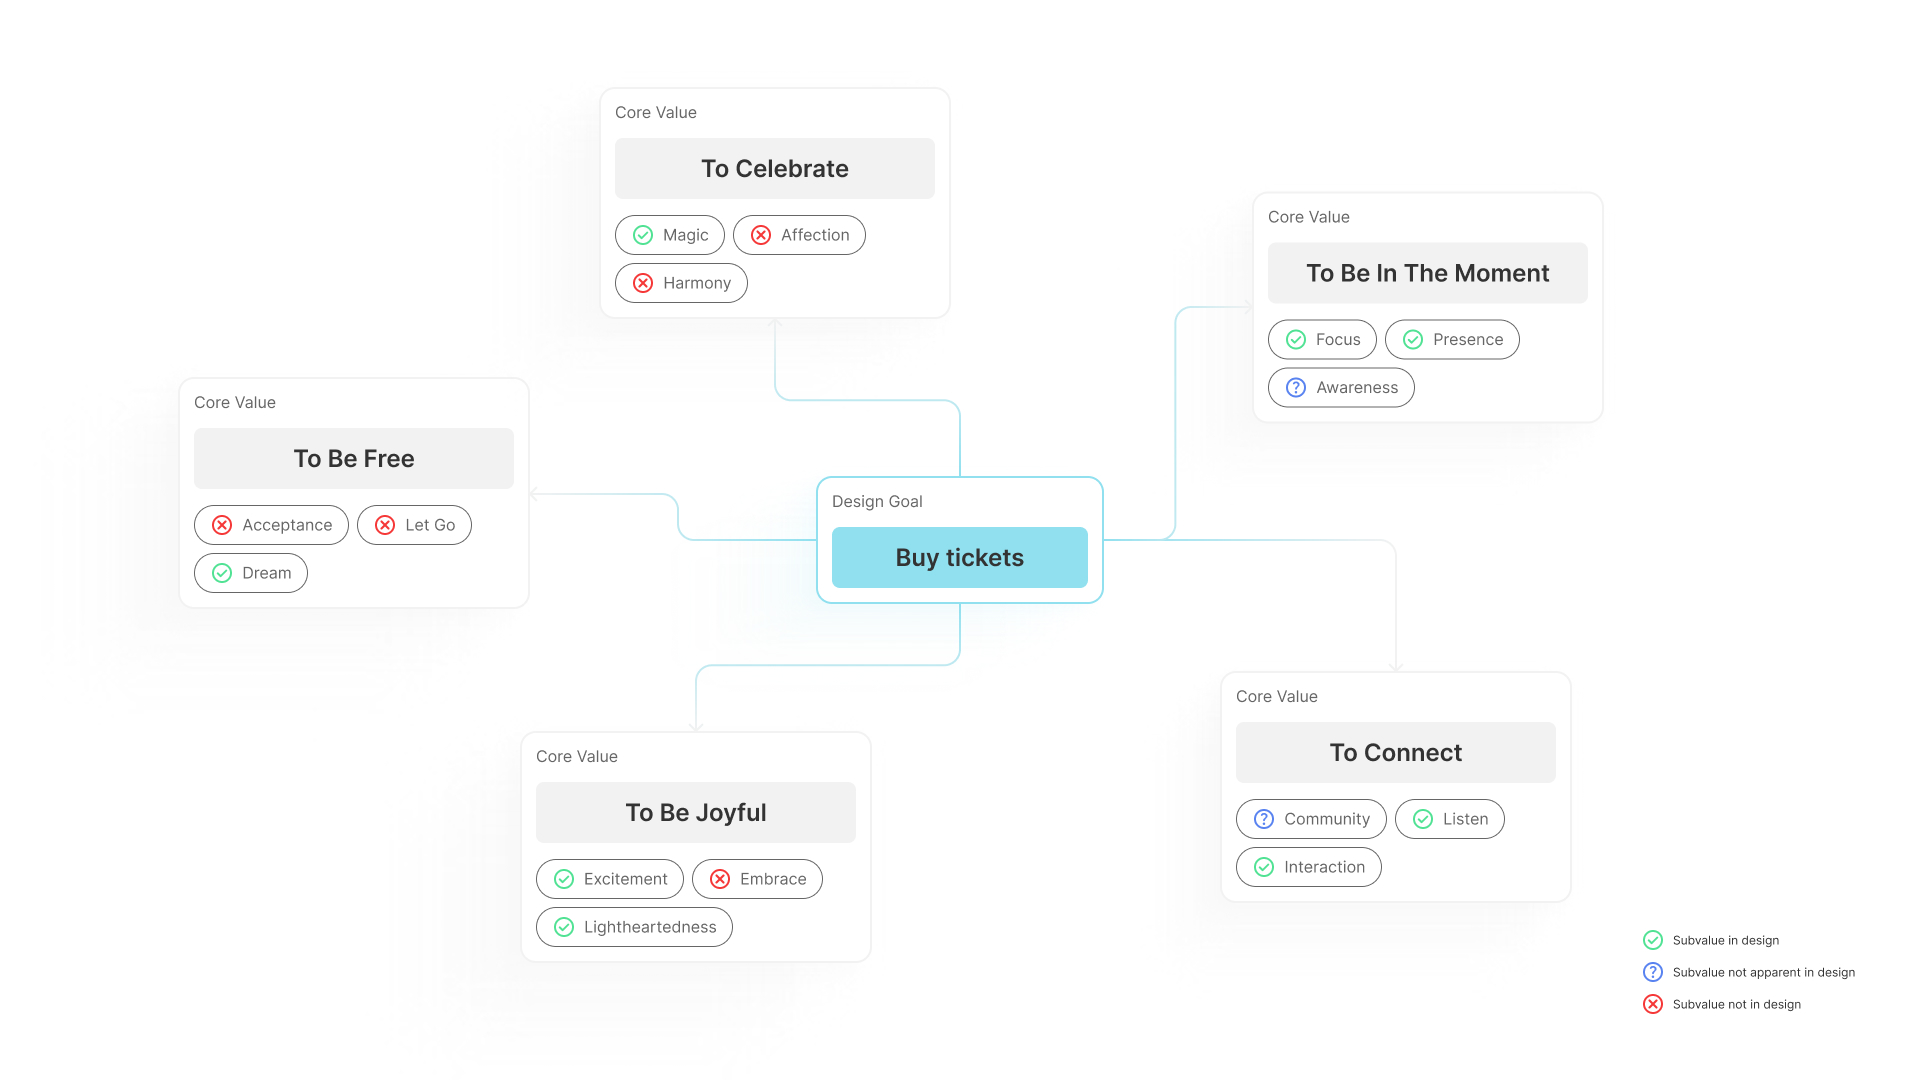 Core Value
To Celebrate
Magic
Affection
Harmony
Core Value
To Be In The Moment
Focus
Presence
Awareness
Core Value
To Be Free
Acceptance
Let Go
Dream
Design Goal
Buy tickets
Core Value
To Be Joyful
Excitement
Embrace
Lightheartedness
Core Value
To Connect
Community
Listen
Interaction
Subvalue in design
Subvalue not apparent in design
Subvalue not in design